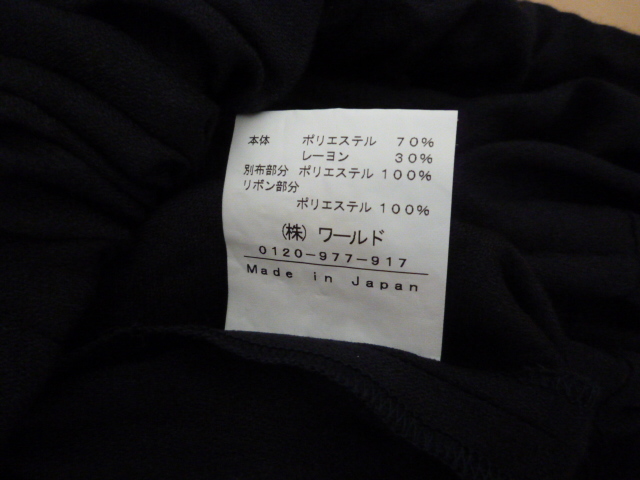 本体 ポリエステル 70%
レーヨン 30%
別布部分 ポリエステル 100%
リボン部分
ポリエステル 100%
(株) ワールド
0120-977-917
Made in Japan